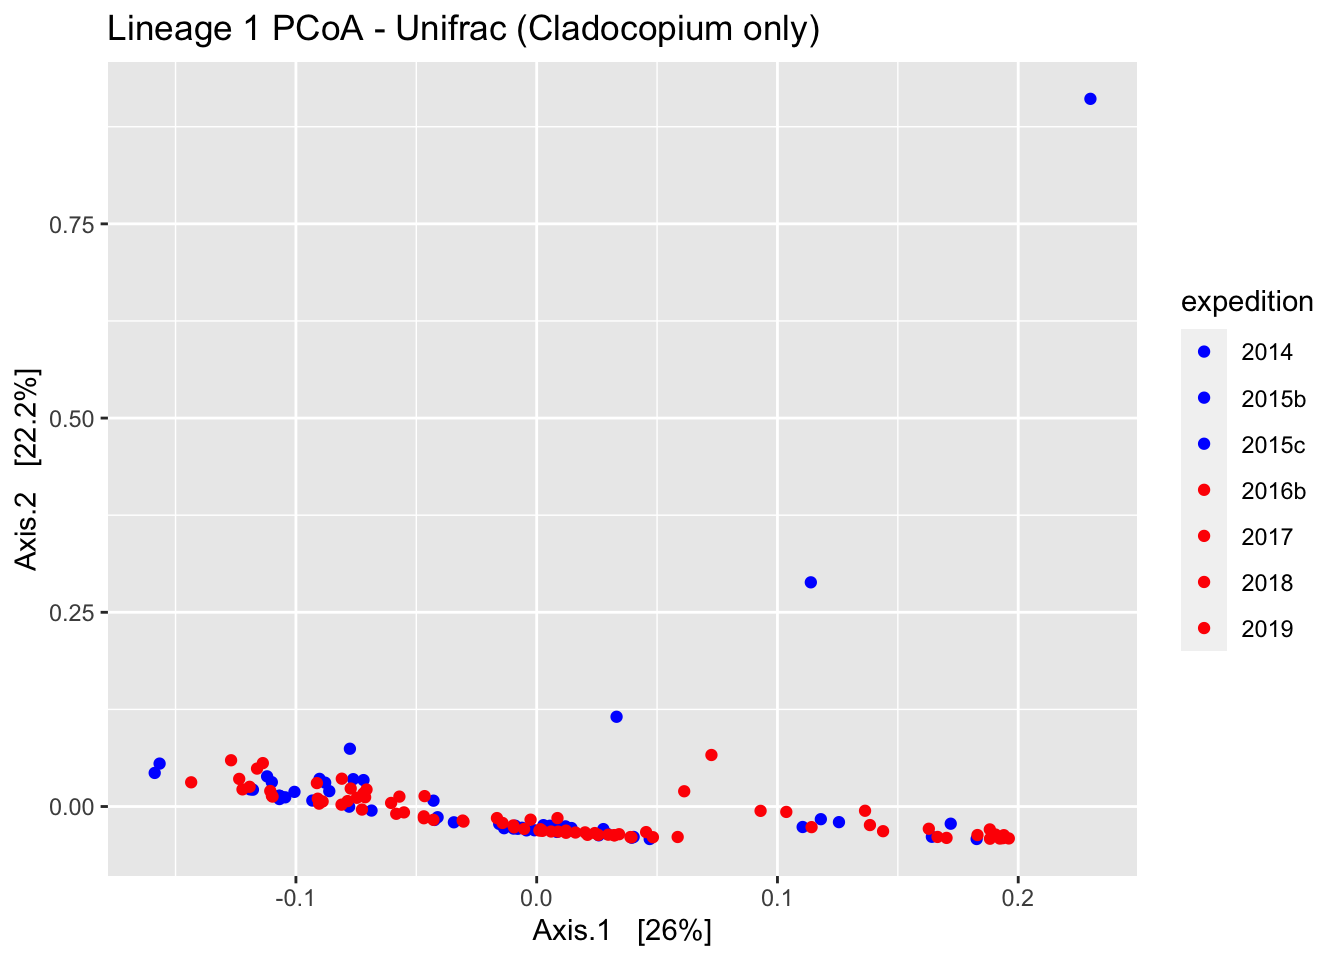 Lineage 1 PCoA - Unifrac (Cladocopium only)
Axis.2   [22.2%]
0.75
0.50
0.25
0.00
-0.1
0.0
0.1
0.2
Axis.1   [26%]
expedition
2014
2015b
2015c
2016b
2017
2018
2019